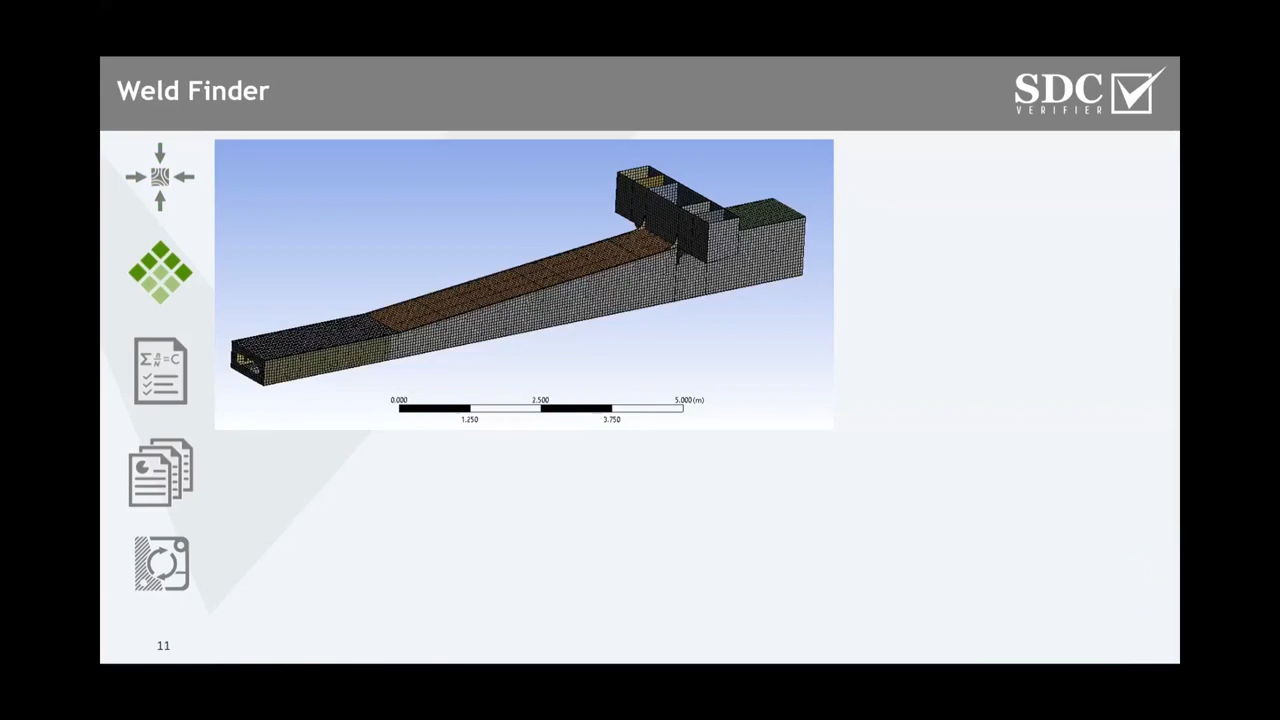 Weld Finder
SDC
VERIFIER
Σ B/N =C
0.000 2.500 5.000(m)
1.250 3.750
11